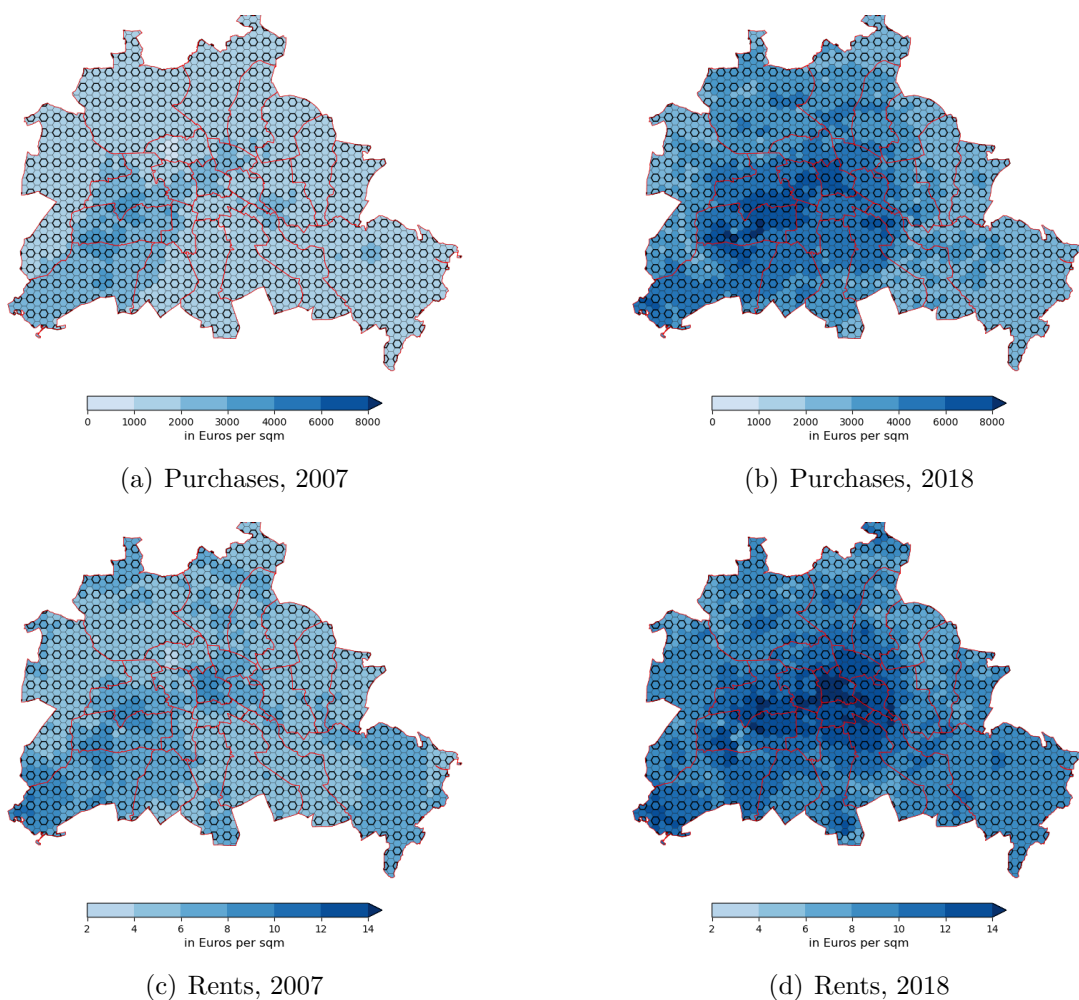 0 1000 2000 3000 4000 6000 8000
in Euros per sqm
(a) Purchases, 2007
0 1000 2000 3000 4000 6000 8000
in Euros per sqm
(b) Purchases, 2018
2 4 6 8 10 12 14
in Euros per sqm
(c) Rents, 2007
2 4 6 8 10 12 14
in Euros per sqm
(d) Rents, 2018